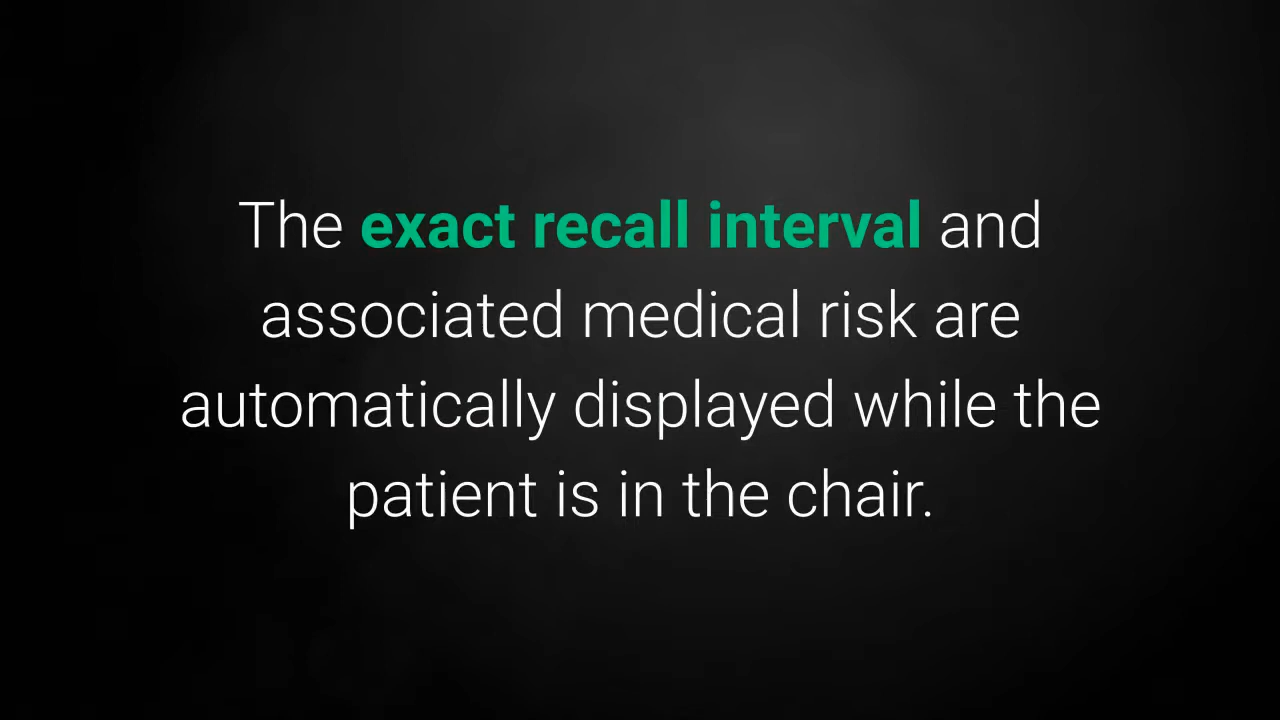 The exact recall interval and
associated medical risk are
automatically displayed while the
patient is in the chair.